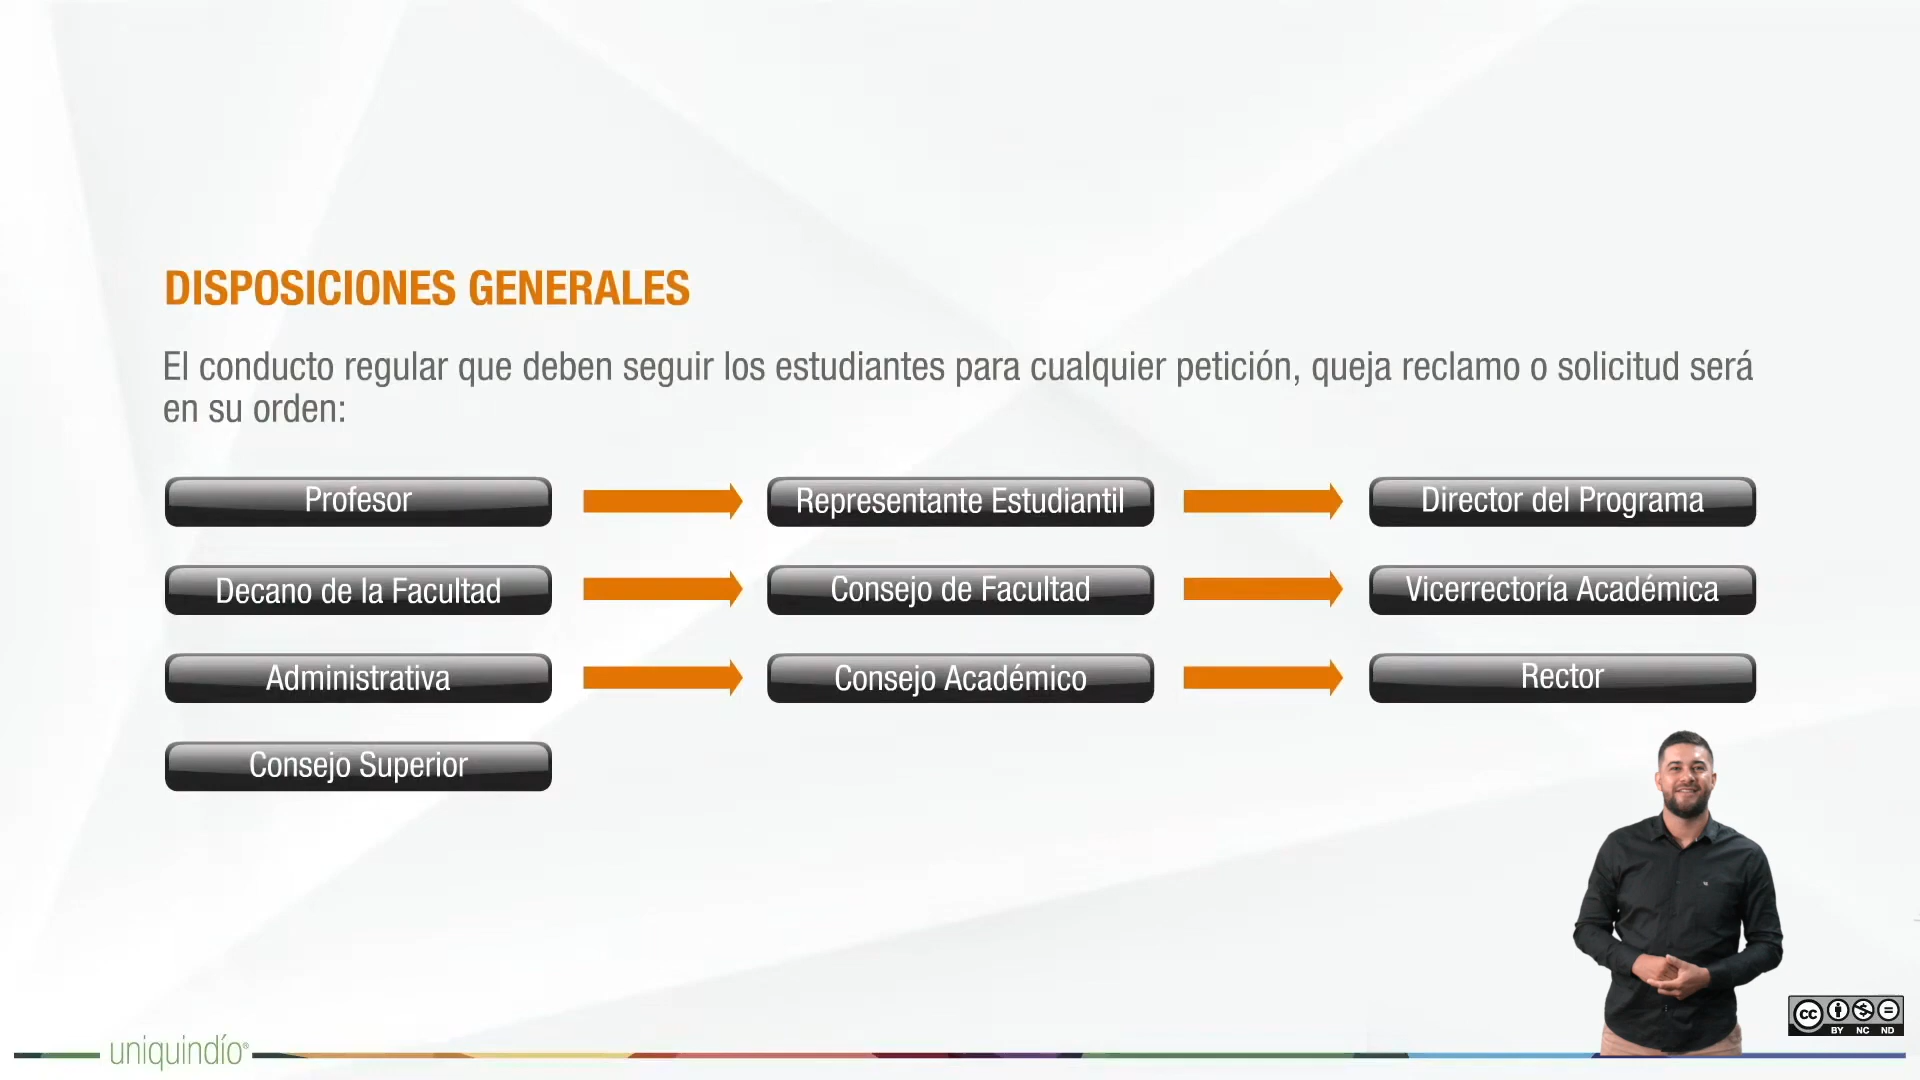 DISPOSICIONES GENERALES
El conducto regular que deben seguir los estudiantes para cualquier petición, queja reclamo o solicitud será
en su orden:
Profesor
Representante Estudiantil
Director del Programa
Decano de la Facultad
Consejo de Facultad
Vicerrectoría Académica
Administrativa
Consejo Académico
Rector
Consejo Superior
uniquindío®
cc
BY NC ND